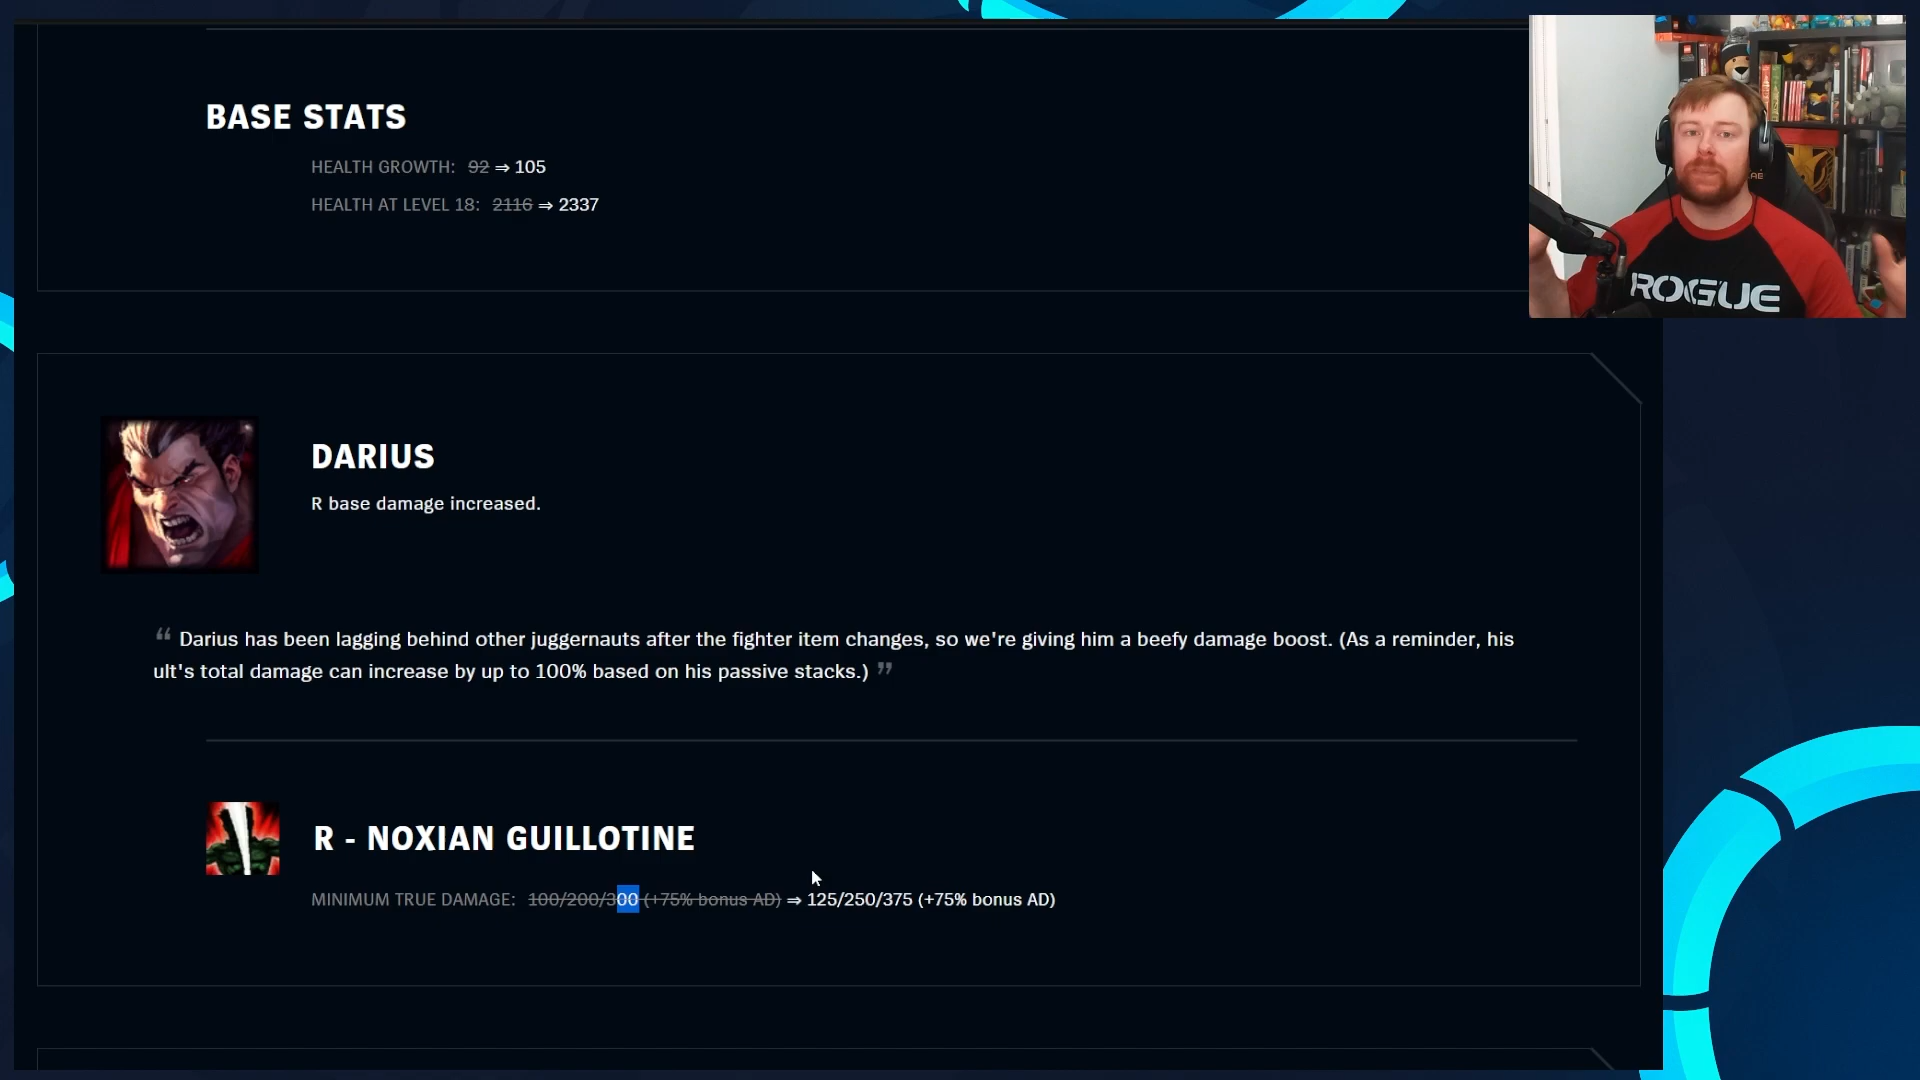 BASE STATS
HEALTH GROWTH: 92 ⇒ 105
HEALTH AT LEVEL 18: 2116 ⇒ 2337
ROGUE
DARIUS
R base damage increased.
“ Darius has been lagging behind other juggernauts after the fighter item changes, so we're giving him a beefy damage boost. (As a reminder, his
ult's total damage can increase by up to 100% based on his passive stacks.) ”
R - NOXIAN GUILLOTINE
MINIMUM TRUE DAMAGE: 100/200/300 (+75% bonus AD) ⇒ 125/250/375 (+75% bonus AD)